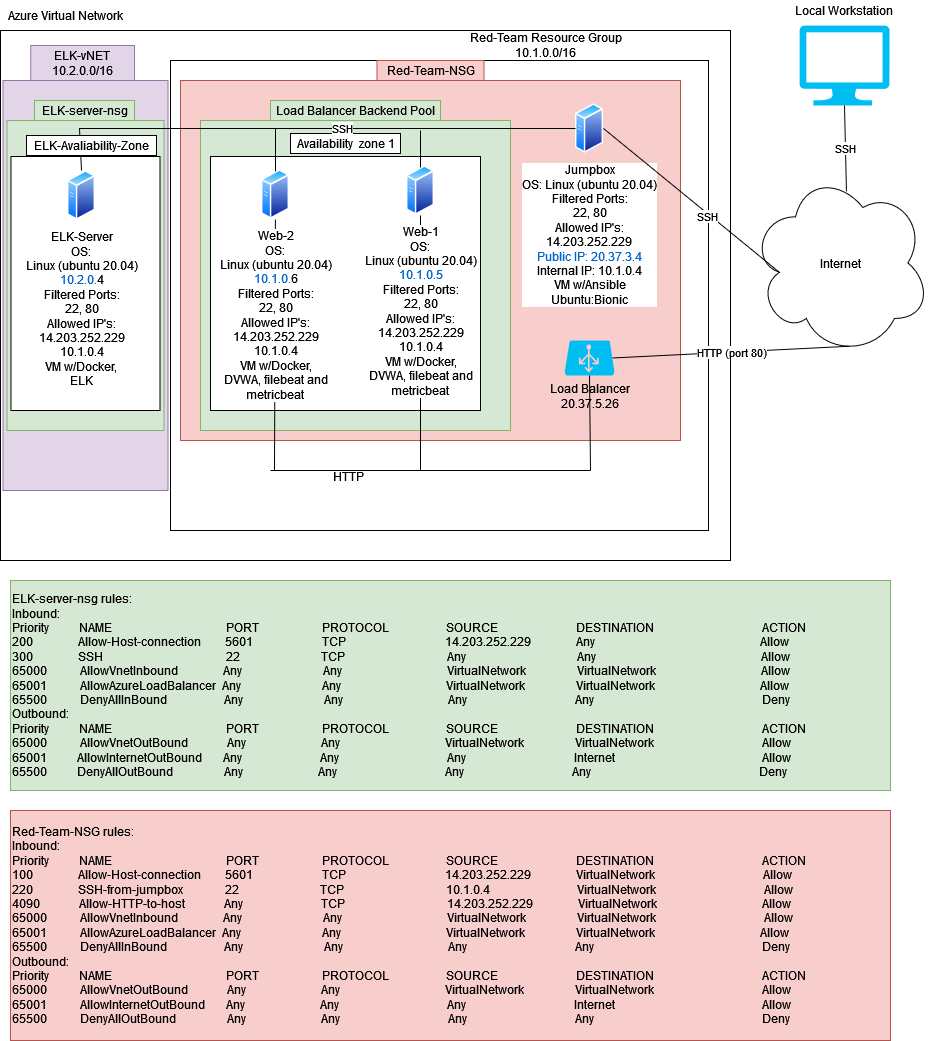 Azure Virtual Network
Local Workstation
Red-Team Resource Group
10.1.0.0/16
ELK-vNET
10.2.0.0/16
Red-Team-NSG
ELK-server-nsg
Load Balancer Backend Pool
SSH
ELK-Avaliability-Zone
Availability zone 1
SSH
Jumpbox
OS: Linux (ubuntu 20.04)
Filtered Ports:
22, 80
Allowed IP's:
14.203.252.229
Public IP: 20.37.3.4
Internal IP: 10.1.0.4
VM w/Ansible
Ubuntu:Bionic
SSH
Internet
ELK-Server
OS:
Linux (ubuntu 20.04)
10.2.0.4
Filtered Ports:
22, 80
Allowed IP's:
14.203.252.229
10.1.0.4
VM w/Docker,
ELK
Web-2
OS:
Linux (ubuntu 20.04)
10.1.0.6
Filtered Ports:
22, 80
Allowed IP's:
14.203.252.229
10.1.0.4
VM w/Docker,
DVWA, filebeat and
metricbeat
Web-1
OS:
Linux (ubuntu 20.04)
10.1.0.5
Filtered Ports:
22, 80
Allowed IP's:
14.203.252.229
10.1.0.4
VM w/Docker,
DVWA, filebeat and
metricbeat
HTTP (port 80)
Load Balancer
20.37.5.26
HTTP
ELK-server-nsg rules:
Inbound:
Priority NAME PORT PROTOCOL SOURCE DESTINATION ACTION
200 Allow-Host-connection 5601 TCP 14.203.252.229 Any Allow
300 SSH 22 TCP Any Any Allow
65000 AllowVnetInbound Any Any VirtualNetwork VirtualNetwork Allow
65001 AllowAzureLoadBalancer Any Any VirtualNetwork VirtualNetwork Allow
65500 DenyAllInBound Any Any Any Any Deny
Outbound:
Priority NAME PORT PROTOCOL SOURCE DESTINATION ACTION
65000 AllowVnetOutBound Any Any VirtualNetwork VirtualNetwork Allow
65001 AllowInternetOutBound Any Any Any Internet Allow
65500 DenyAllOutBound Any Any Any Any Deny
Red-Team-NSG rules:
Inbound:
Priority NAME PORT PROTOCOL SOURCE DESTINATION ACTION
100 Allow-Host-connection 5601 TCP 14.203.252.229 VirtualNetwork Allow
220 SSH-from-jumpbox 22 TCP 10.1.0.4 VirtualNetwork Allow
4090 Allow-HTTP-to-host Any TCP 14.203.252.229 VirtualNetwork Allow
65000 AllowVnetInbound Any Any VirtualNetwork VirtualNetwork Allow
65001 AllowAzureLoadBalancer Any Any VirtualNetwork VirtualNetwork Allow
65500 DenyAllInBound Any Any Any Any Deny
Outbound:
Priority NAME PORT PROTOCOL SOURCE DESTINATION ACTION
65000 AllowVnetOutBound Any Any VirtualNetwork VirtualNetwork Allow
65001 AllowInternetOutBound Any Any Any Internet Allow
65500 DenyAllOutBound Any Any Any Any Deny